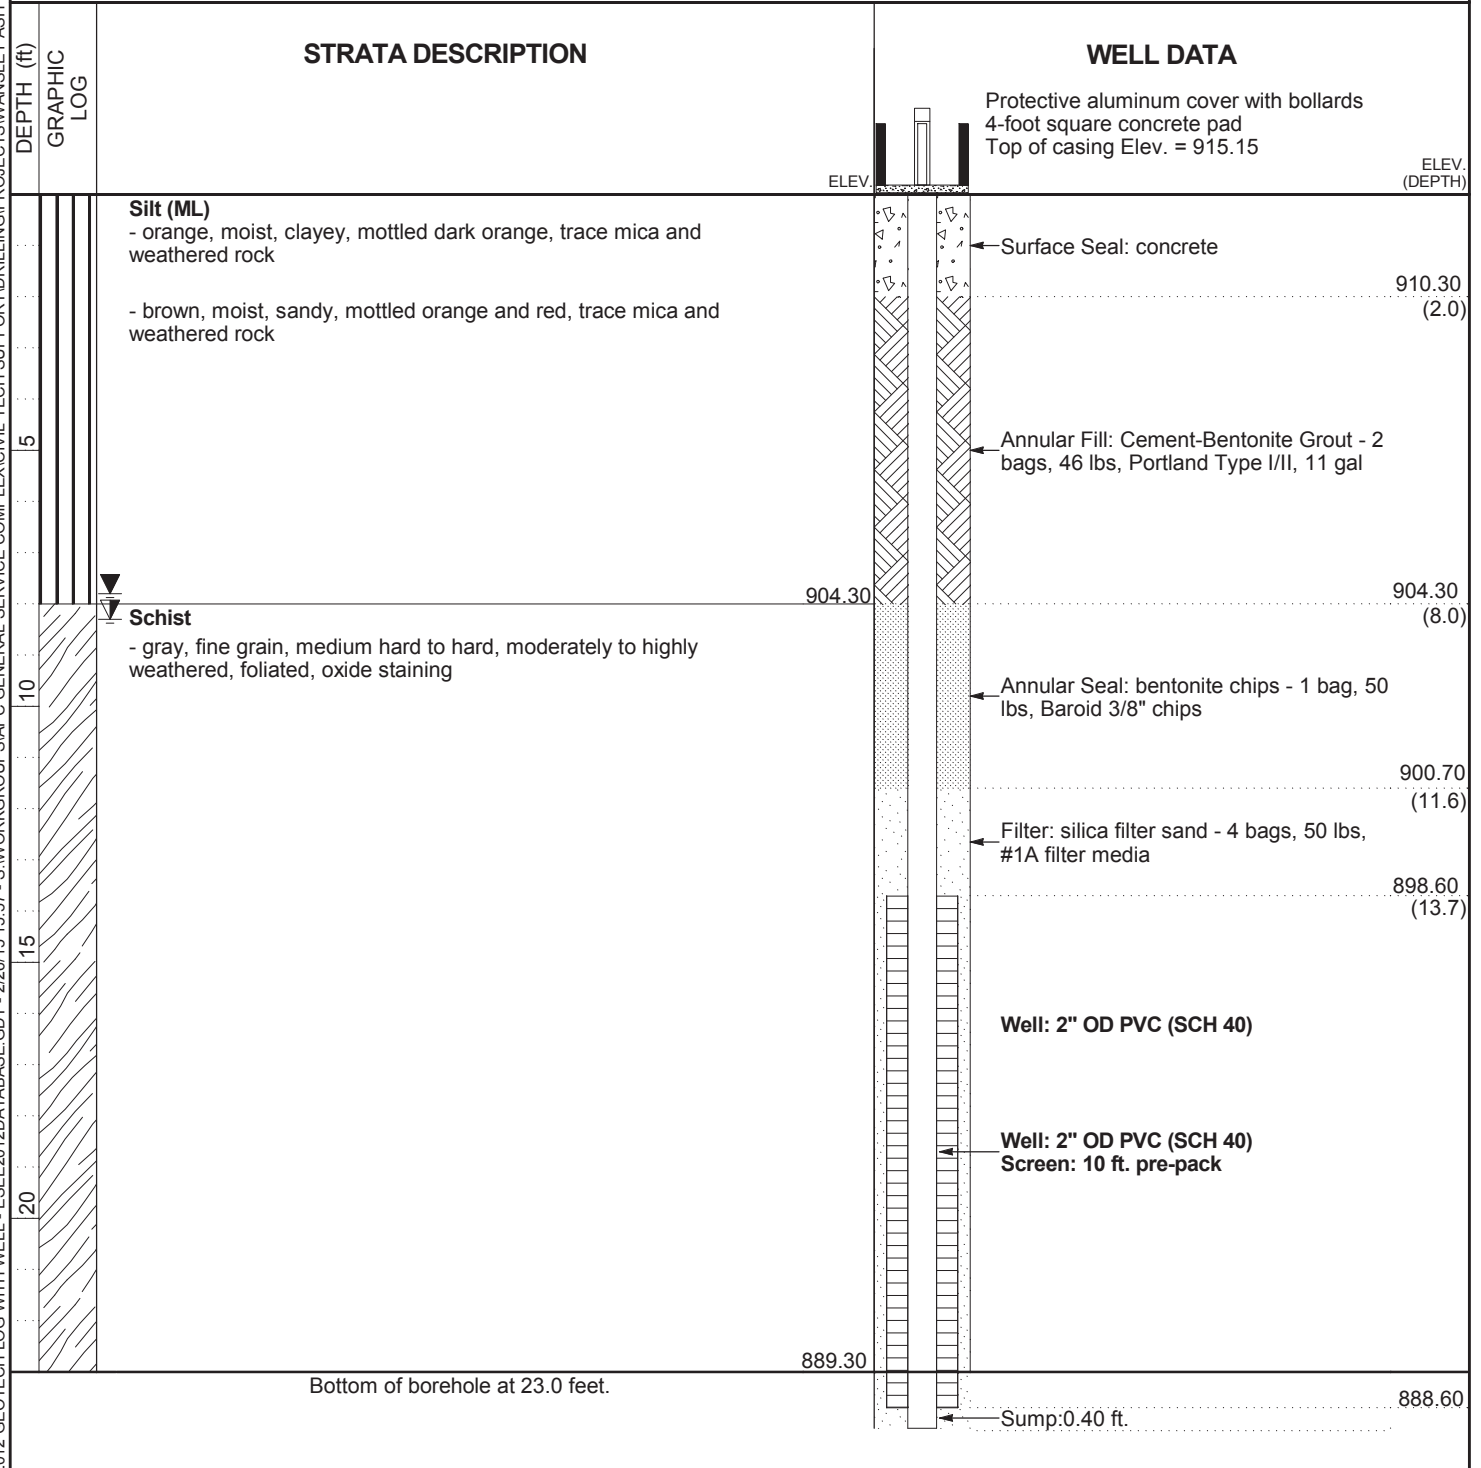 DEPTH (ft)
GRAPHIC
LOG
STRATA DESCRIPTION
ELEV.
WELL DATA
Protective aluminum cover with bollards
4-foot square concrete pad
Top of casing Elev. = 915.15
ELEV.
(DEPTH)
Silt (ML)
- orange, moist, clayey, mottled dark orange, trace mica and
weathered rock
Surface Seal: concrete
910.30
(2.0)
- brown, moist, sandy, mottled orange and red, trace mica and
weathered rock
5
Annular Fill: Cement-Bentonite Grout - 2
bags, 46 lbs, Portland Type I/II, 11 gal
904.30
904.30
(8.0)
Schist
- gray, fine grain, medium hard to hard, moderately to highly
weathered, foliated, oxide staining
10
Annular Seal: bentonite chips - 1 bag, 50
lbs, Baroid 3/8" chips
900.70
(11.6)
Filter: silica filter sand - 4 bags, 50 lbs,
#1A filter media
898.60
(13.7)
15
Well: 2" OD PVC (SCH 40)
Well: 2" OD PVC (SCH 40)
Screen: 10 ft. pre-pack
20
889.30
Bottom of borehole at 23.0 feet.
888.60
Sump:0.40 ft.